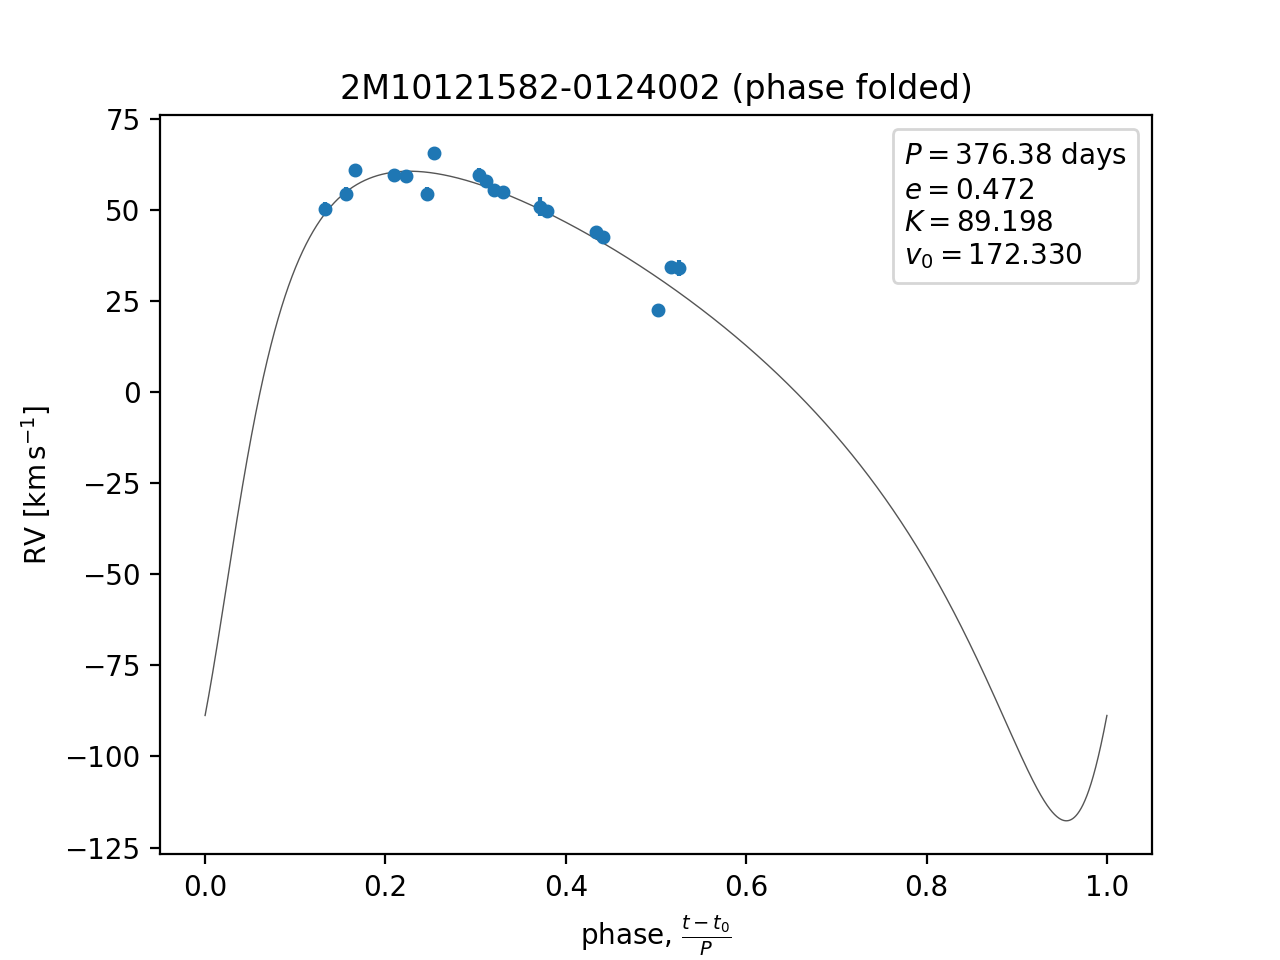 2M10121582-0124002 (phase folded)
P = 376.38 days
e = 0.472
K = 89.198
v₀ = 172.330
75
50
25
0
−25
−50
−75
−100
−125
RV [km s⁻¹]
0.0 0.2 0.4 0.6 0.8 1.0
phase, (t − t₀)/P